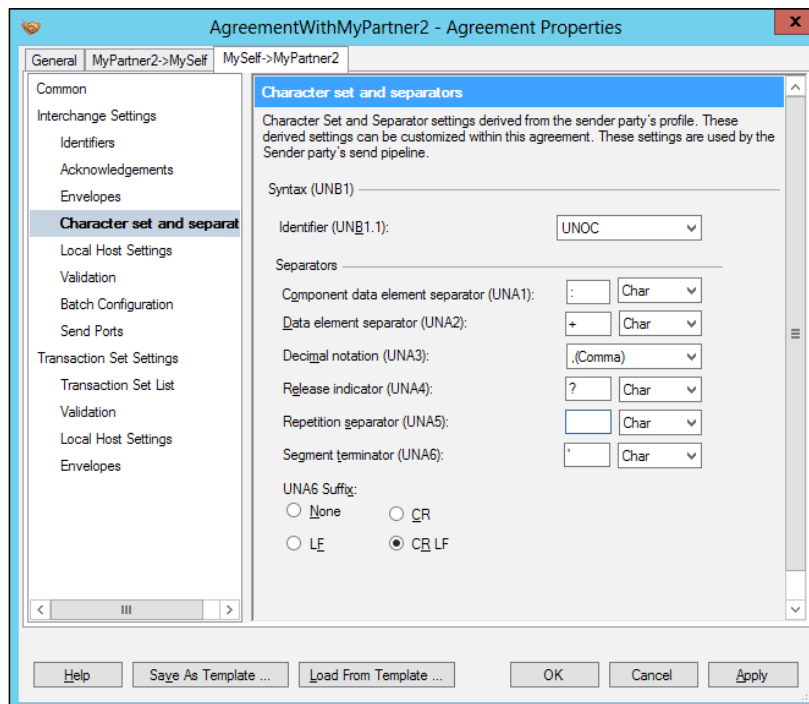 AgreementWithMyPartner2 - Agreement Properties
x
General
MyPartner2->MySelf
MySelf->MyPartner2
Common
Interchange Settings
Identifiers
Acknowledgements
Envelopes
Character set and separat
Local Host Settings
Validation
Batch Configuration
Send Ports
Transaction Set Settings
Transaction Set List
Validation
Local Host Settings
Envelopes
Character set and separators
Character Set and Separator settings derived from the sender party's profile. These
derived settings can be customized within this agreement. These settings are used by the
Sender party's send pipeline.
Syntax (UNB1)
Identifier (UNB1.1): UNOC
Separators
Component data element separator (UNA1): : Char
Data element separator (UNA2): + Char
Decimal notation (UNA3): ,(Comma)
Release indicator (UNA4): ? Char
Repetition separator (UNA5): Char
Segment terminator (UNA6): ' Char
UNA6 Suffix:
None CR
LF CR LF
Help Save As Template ... Load From Template ... OK Cancel Apply